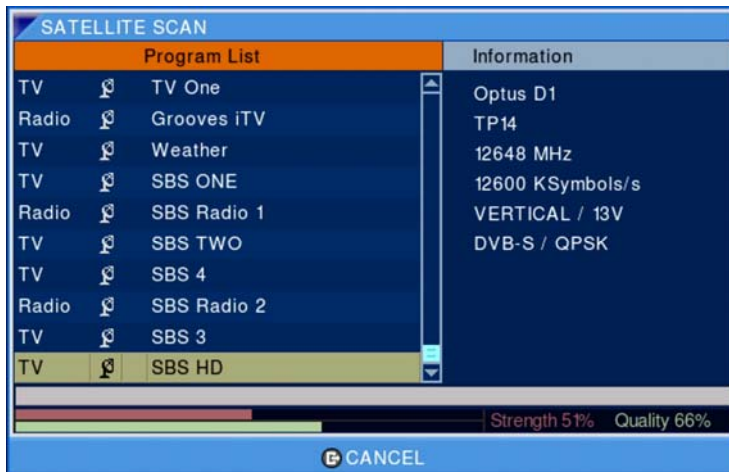 SATELLITE SCAN
Program List
TV TV One
Radio Grooves iTV
TV Weather
TV SBS ONE
Radio SBS Radio 1
TV SBS TWO
TV SBS 4
Radio SBS Radio 2
TV SBS 3
TV SBS HD
Information
Optus D1
TP14
12648 MHz
12600 KSymbols/s
VERTICAL / 13V
DVB-S / QPSK
Strength 51% Quality 66%
CANCEL